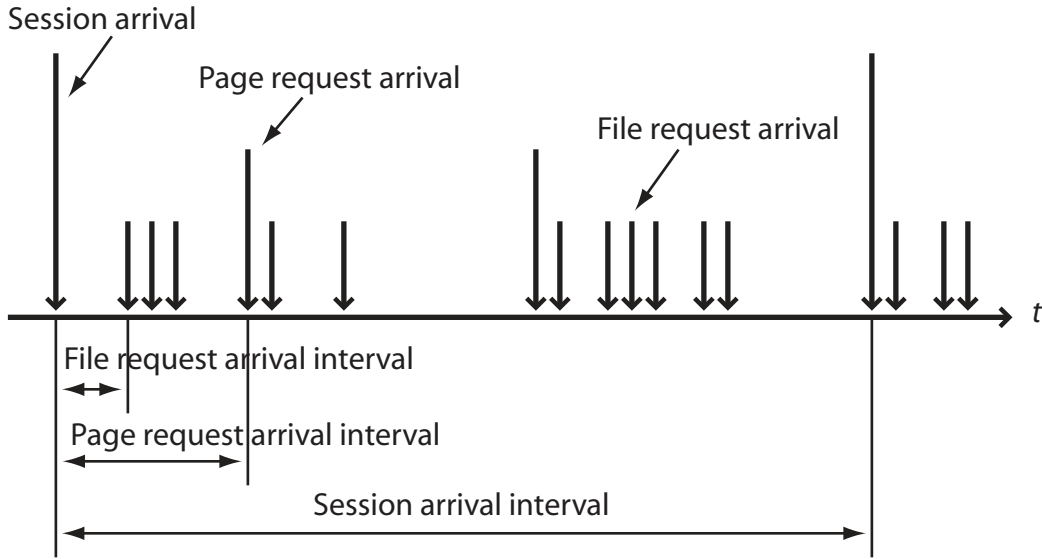 Session arrival
Page request arrival
File request arrival
t
File request arrival interval
Page request arrival interval
Session arrival interval